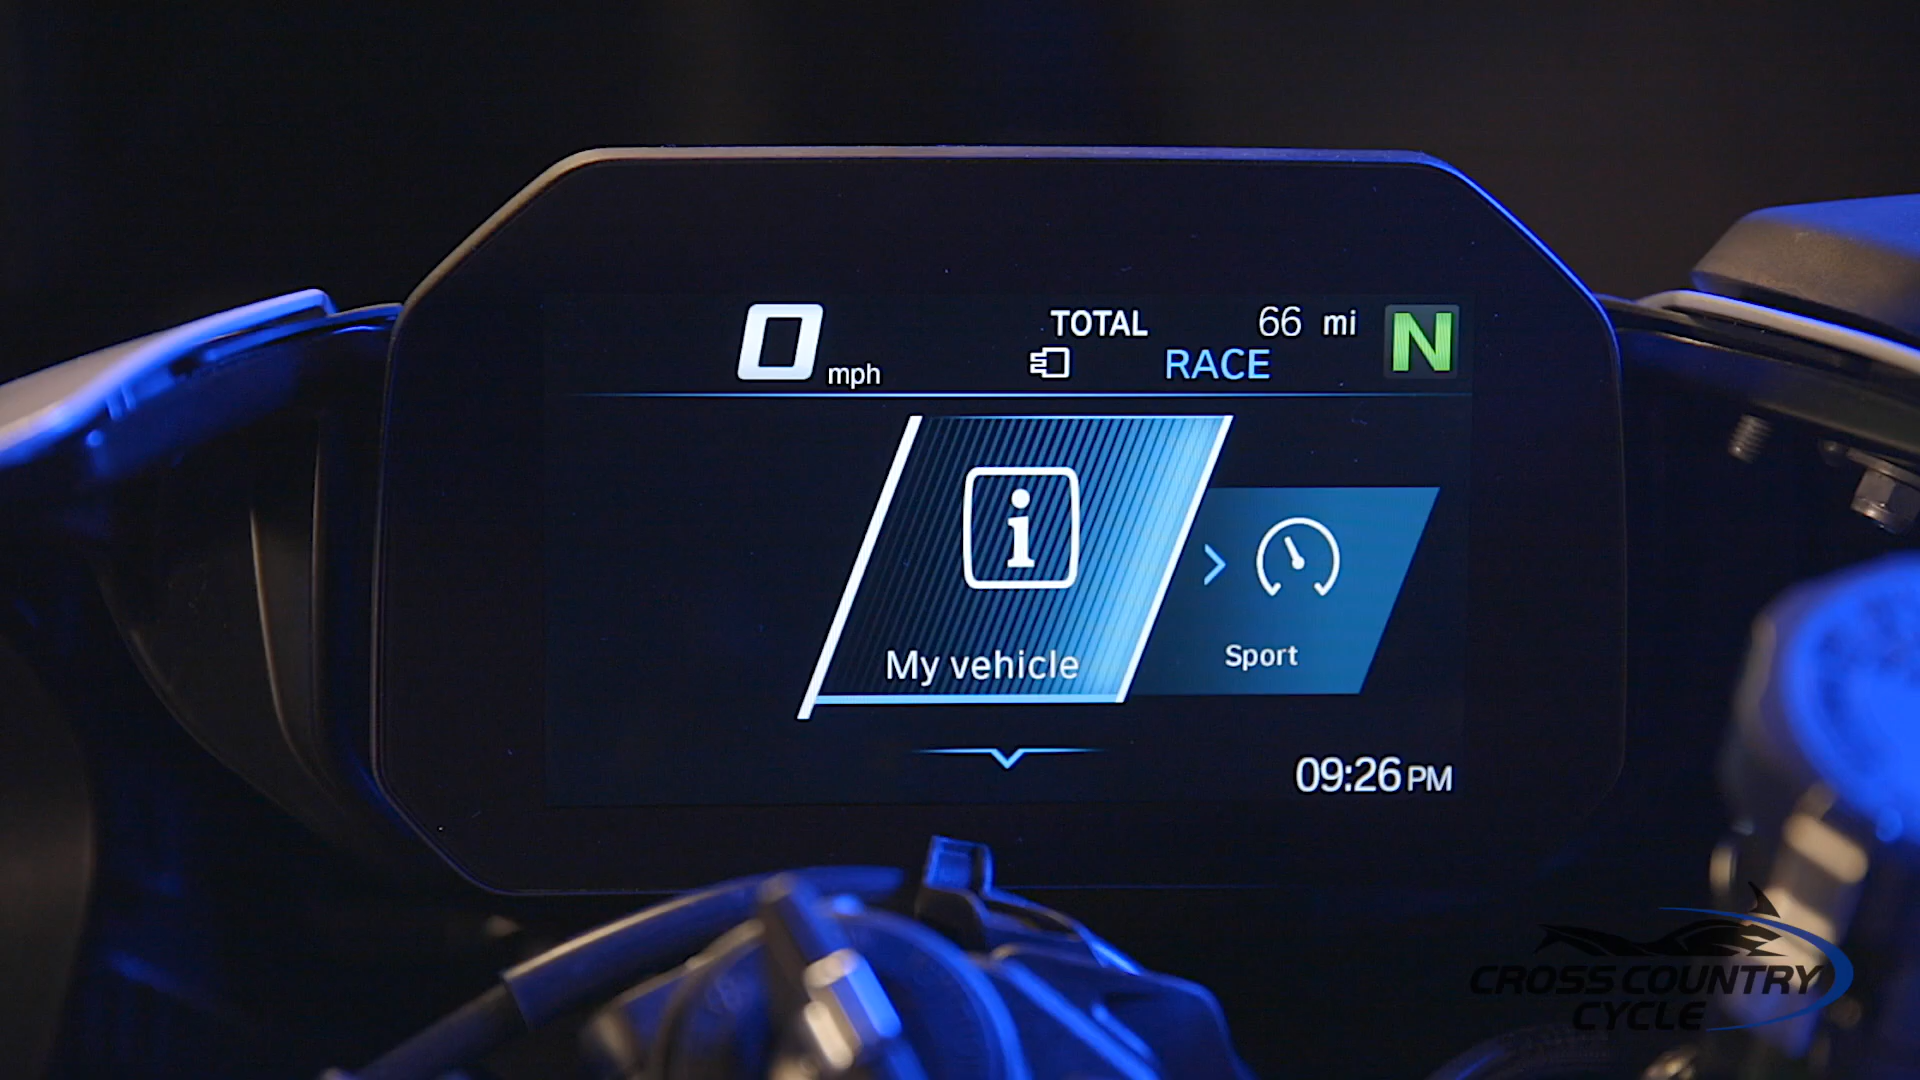 0 mph
TOTAL 66 mi
N
RACE
My vehicle
Sport
09:26 PM
CROSS COUNTRY
CYCLE